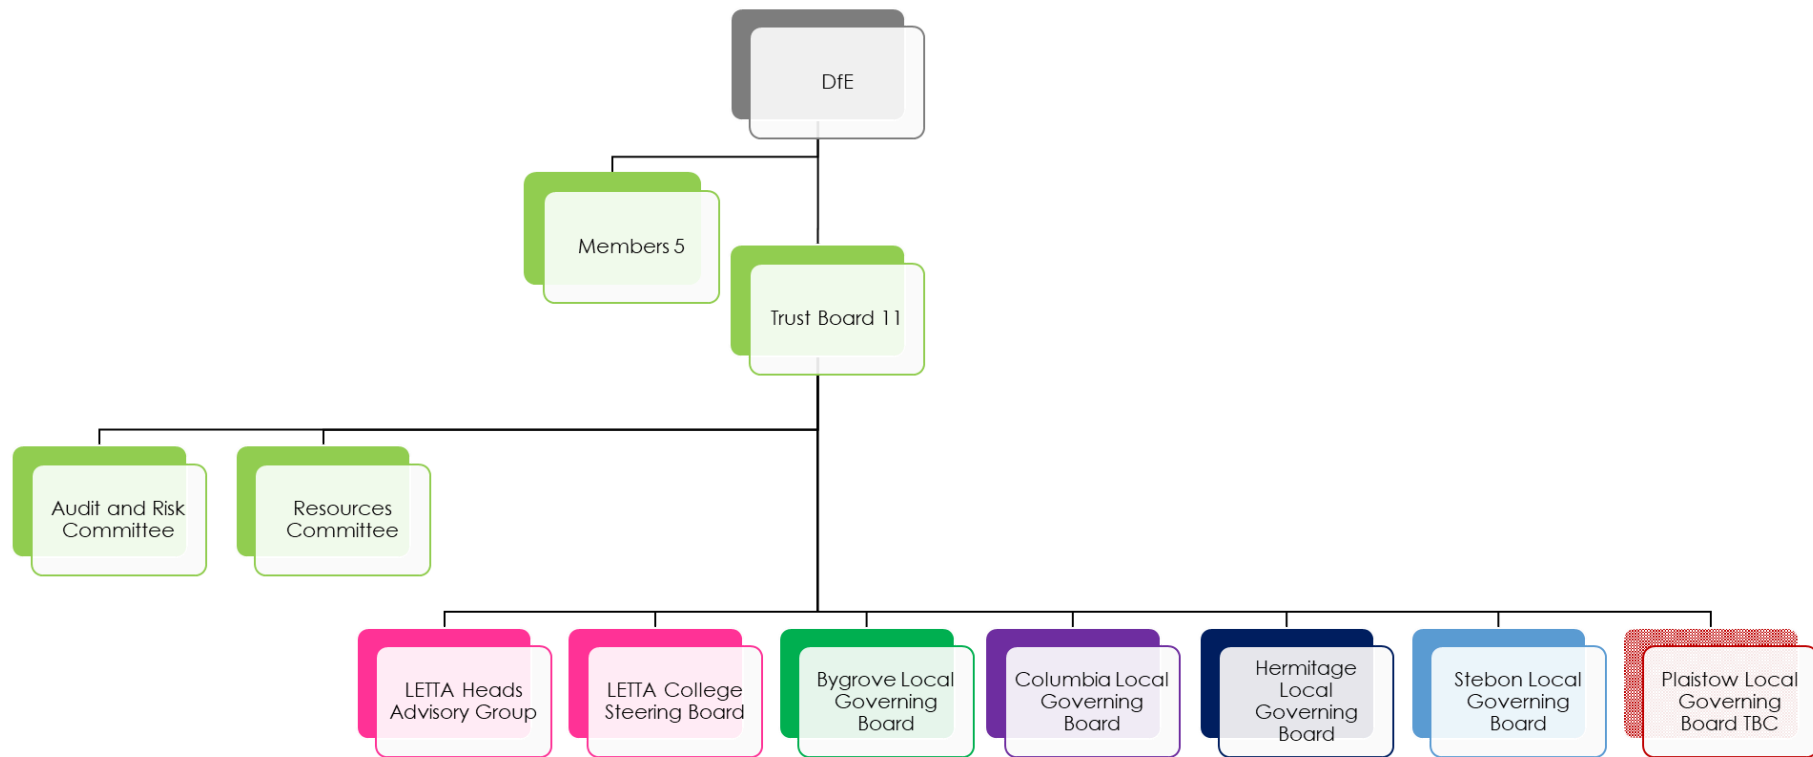 DfE
Members 5
Trust Board 11
Audit and Risk
Committee
Resources
Committee
LETTA Heads
Advisory Group
LETTA College
Steering Board
Bygrove Local
Governing
Board
Columbia Local
Governing
Board
Hermitage
Local
Governing
Board
Stebon Local
Governing
Board
Plaistow Local
Governing
Board TBC